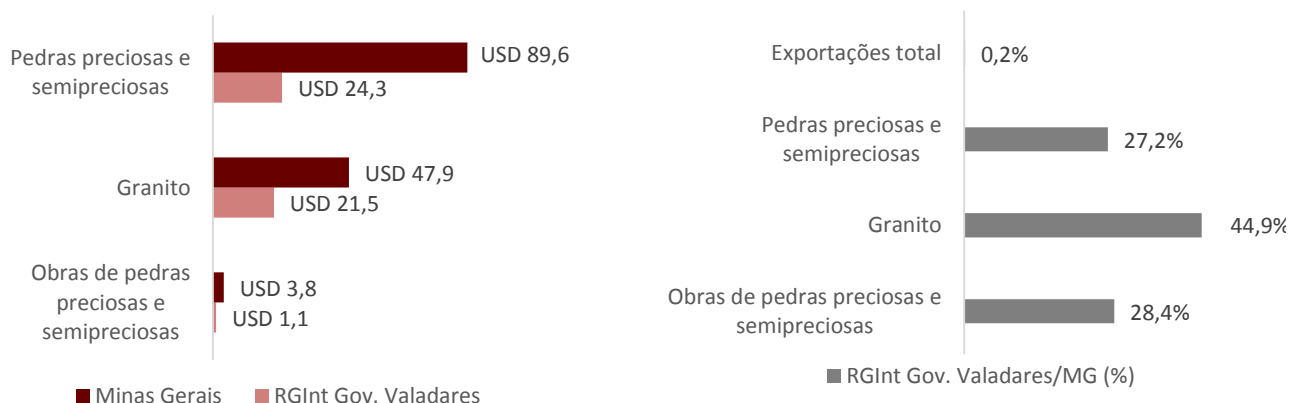 Pedras preciosas e
semipreciosas
USD 89,6
USD 24,3
Granito
USD 47,9
USD 21,5
Obras de pedras
preciosas e
semipreciosas
USD 3,8
USD 1,1
Minas Gerais
RGInt Gov. Valadares
Exportações total
0,2%
Pedras preciosas e
semipreciosas
27,2%
Granito
44,9%
Obras de pedras preciosas e
semipreciosas
28,4%
RGInt Gov. Valadares/MG (%)